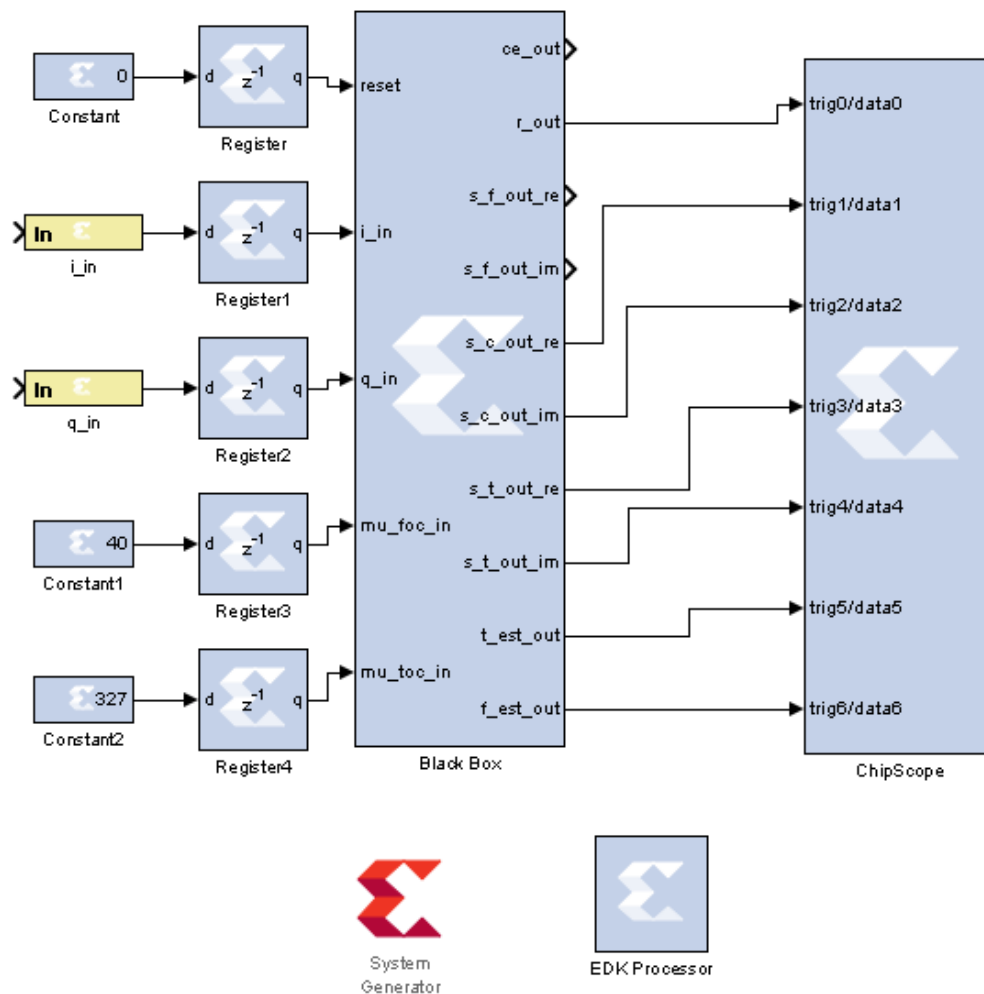 0
Constant
d z⁻¹ q
Register
In
i_in
d z⁻¹ q
Register1
In
q_in
d z⁻¹ q
Register2
40
Constant1
d z⁻¹ q
Register3
327
Constant2
d z⁻¹ q
Register4
reset
i_in
q_in
mu_foc_in
mu_toc_in
ce_out
r_out
s_f_out_re
s_f_out_im
s_c_out_re
s_c_out_im
s_t_out_re
s_t_out_im
t_est_out
f_est_out
Black Box
trig0/data0
trig1/data1
trig2/data2
trig3/data3
trig4/data4
trig5/data5
trig6/data6
ChipScope
System
Generator
EDK Processor